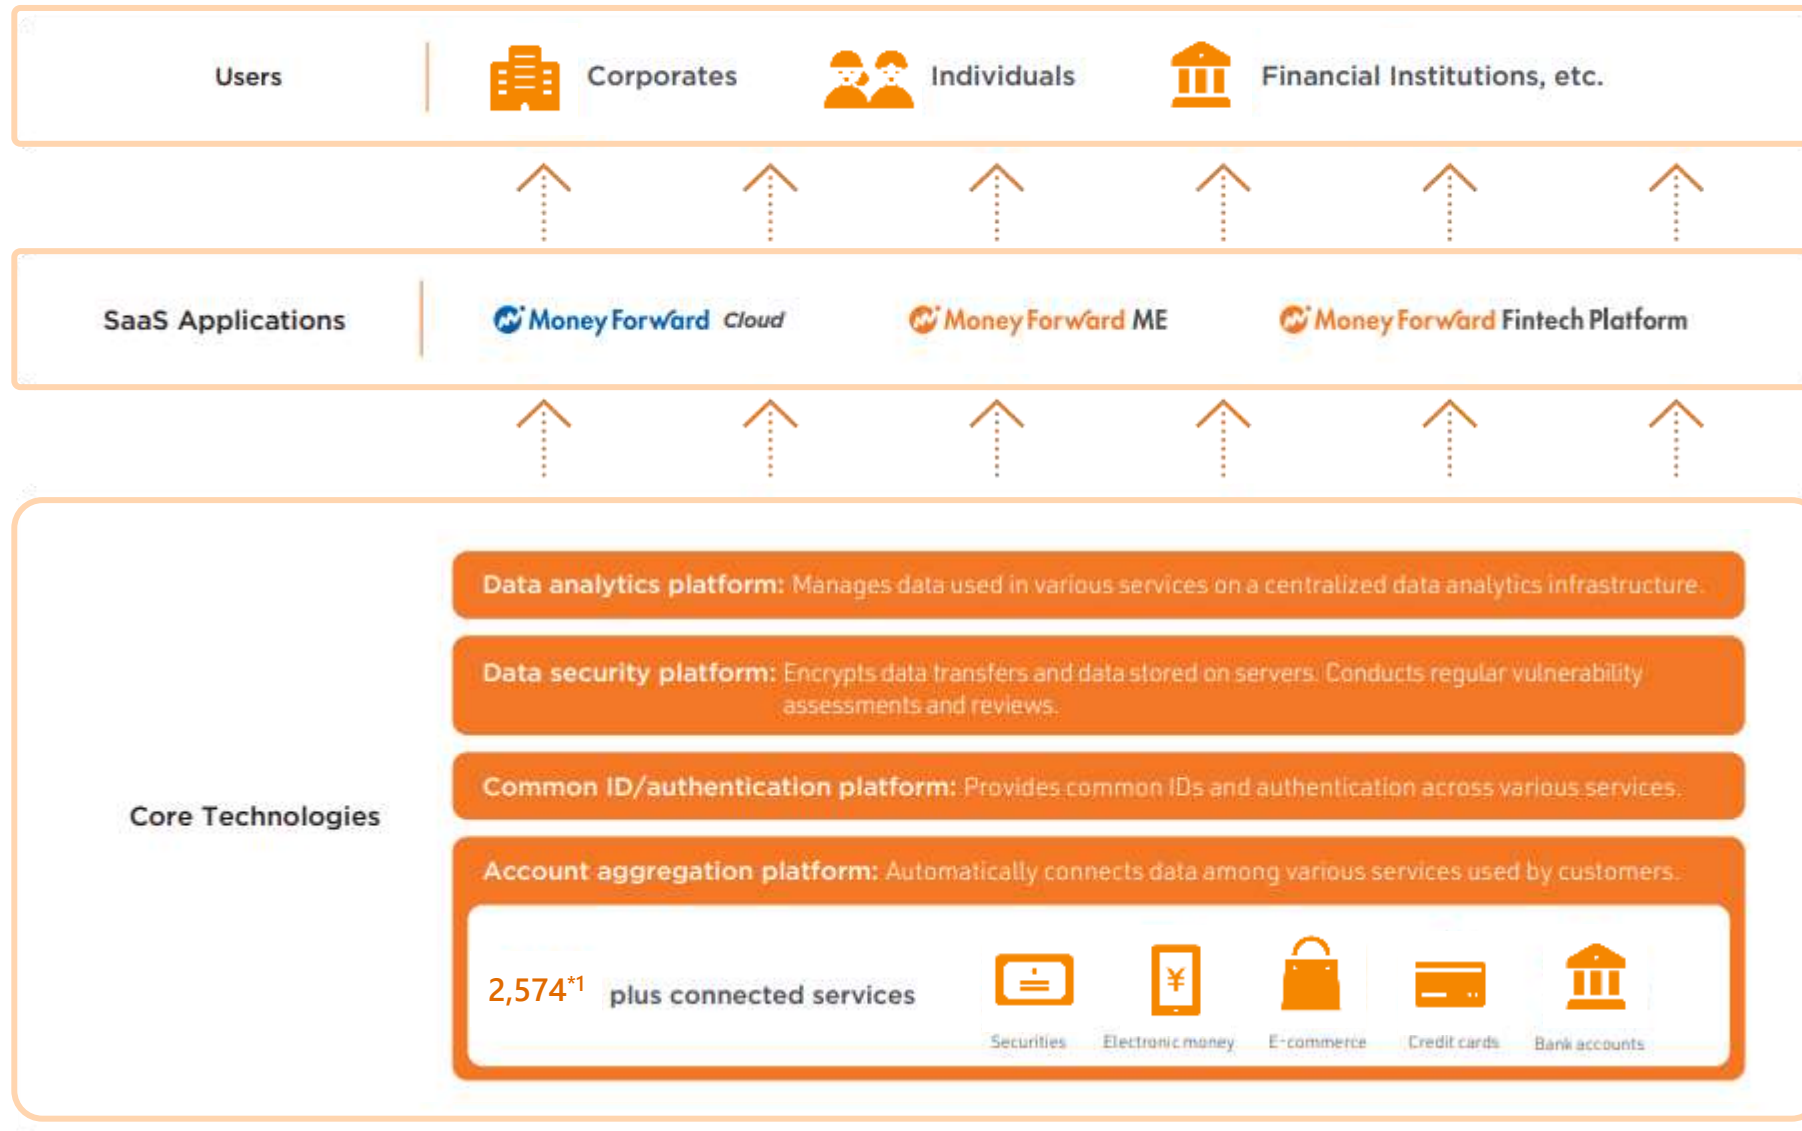 Users
Corporates
Individuals
Financial Institutions, etc.
SaaS Applications
Money Forward Cloud
Money Forward ME
Money Forward Fintech Platform
Core Technologies
Data analytics platform: Manages data used in various services on a centralized data analytics infrastructure.
Data security platform: Encrypts data transfers and data stored on servers. Conducts regular vulnerability
assessments and reviews.
Common ID/authentication platform: Provides common IDs and authentication across various services.
Account aggregation platform: Automatically connects data among various services used by customers.
2,574*1 plus connected services
¥
Securities
Electronic money
E-commerce
Credit cards
Bank accounts